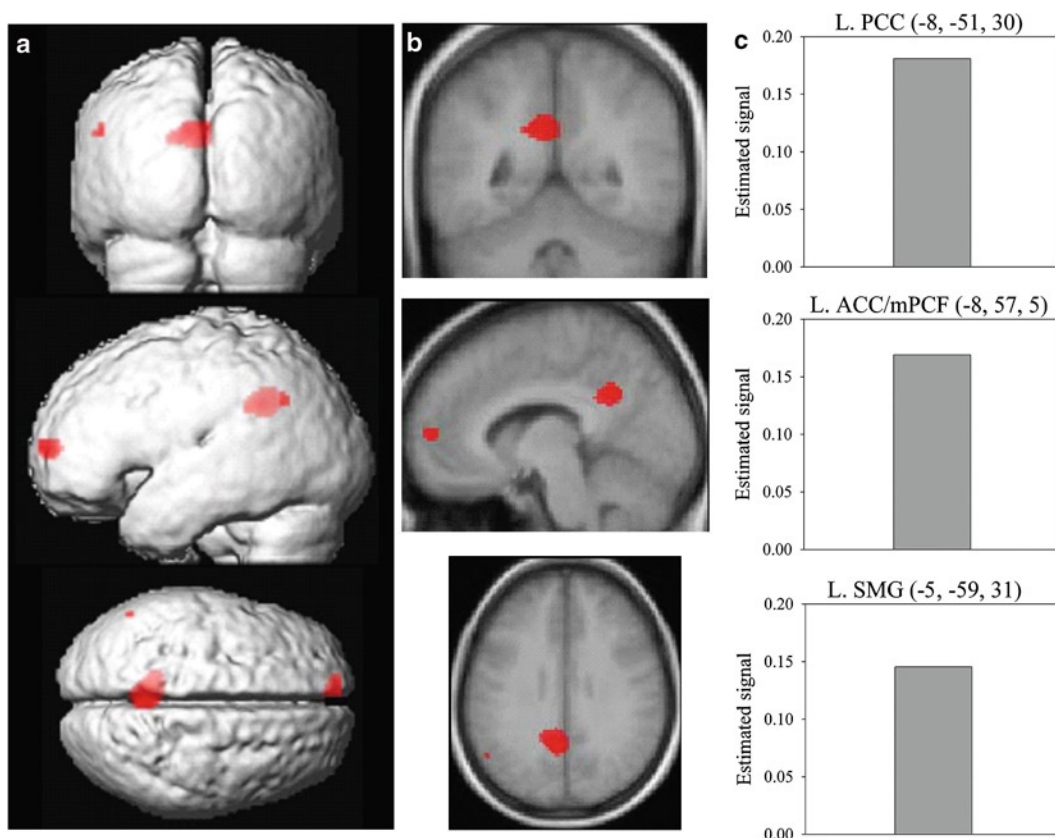 a
b
c
L. PCC (-8, -51, 30)
0.20
0.15
0.10
0.05
0.00
Estimated signal
L. ACC/mPCF (-8, 57, 5)
0.20
0.15
0.10
0.05
0.00
Estimated signal
L. SMG (-5, -59, 31)
0.20
0.15
0.10
0.05
0.00
Estimated signal